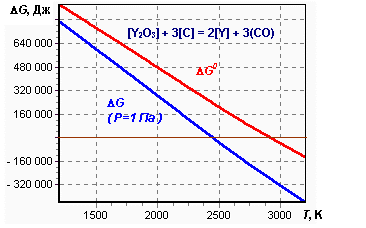 ΔG, Дж
[Y₂O₃] + 3[C] = 2[Y] + 3(CO)
640 000
480 000
320 000
160 000
- 160 000
- 320 000
ΔG⁰
ΔG
(P=1 Па)
1500 2000 2500 3000 T, K